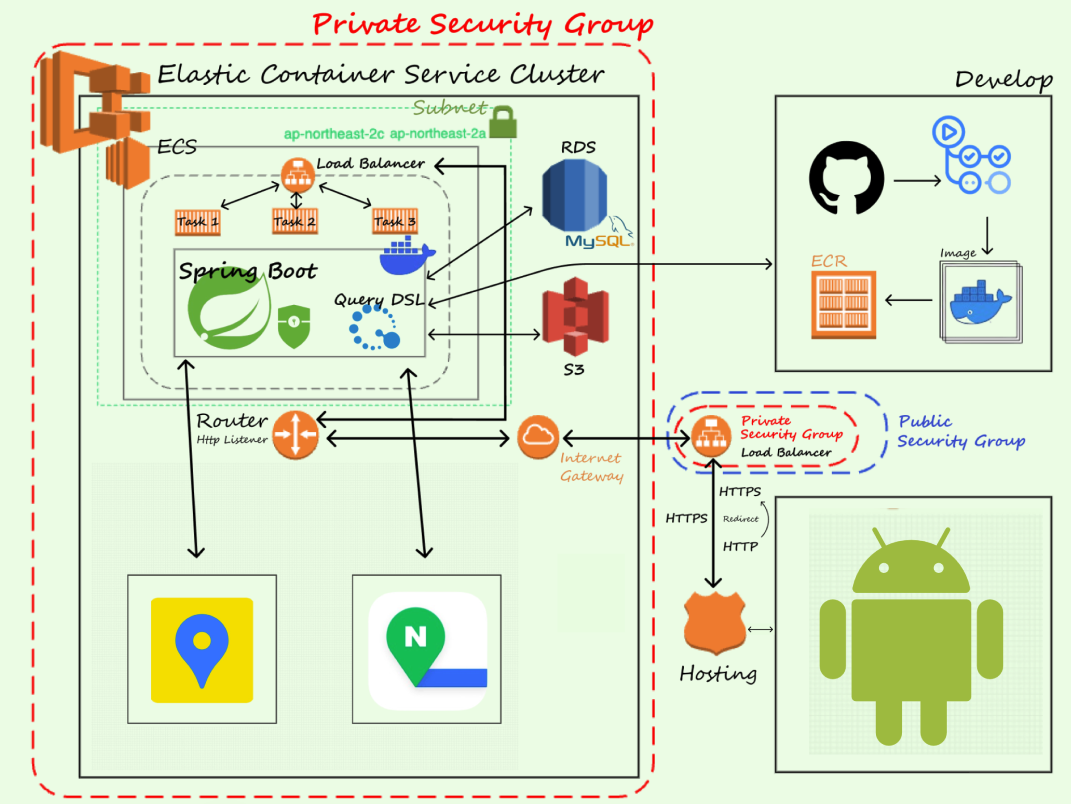 Private Security Group
Elastic Container Service Cluster
Develop
Subnet
ap-northeast-2c ap-northeast-2a
ECS
Load Balancer
RDS
Task 1
Task 2
Task 3
MySQL
Spring Boot
Query DSL
S3
Image
ECR
Router
Http Listener
Internet
Gateway
Private
Security Group
Load Balancer
Public
Security Group
HTTPS
HTTPS
Redirect
HTTP
Hosting
N